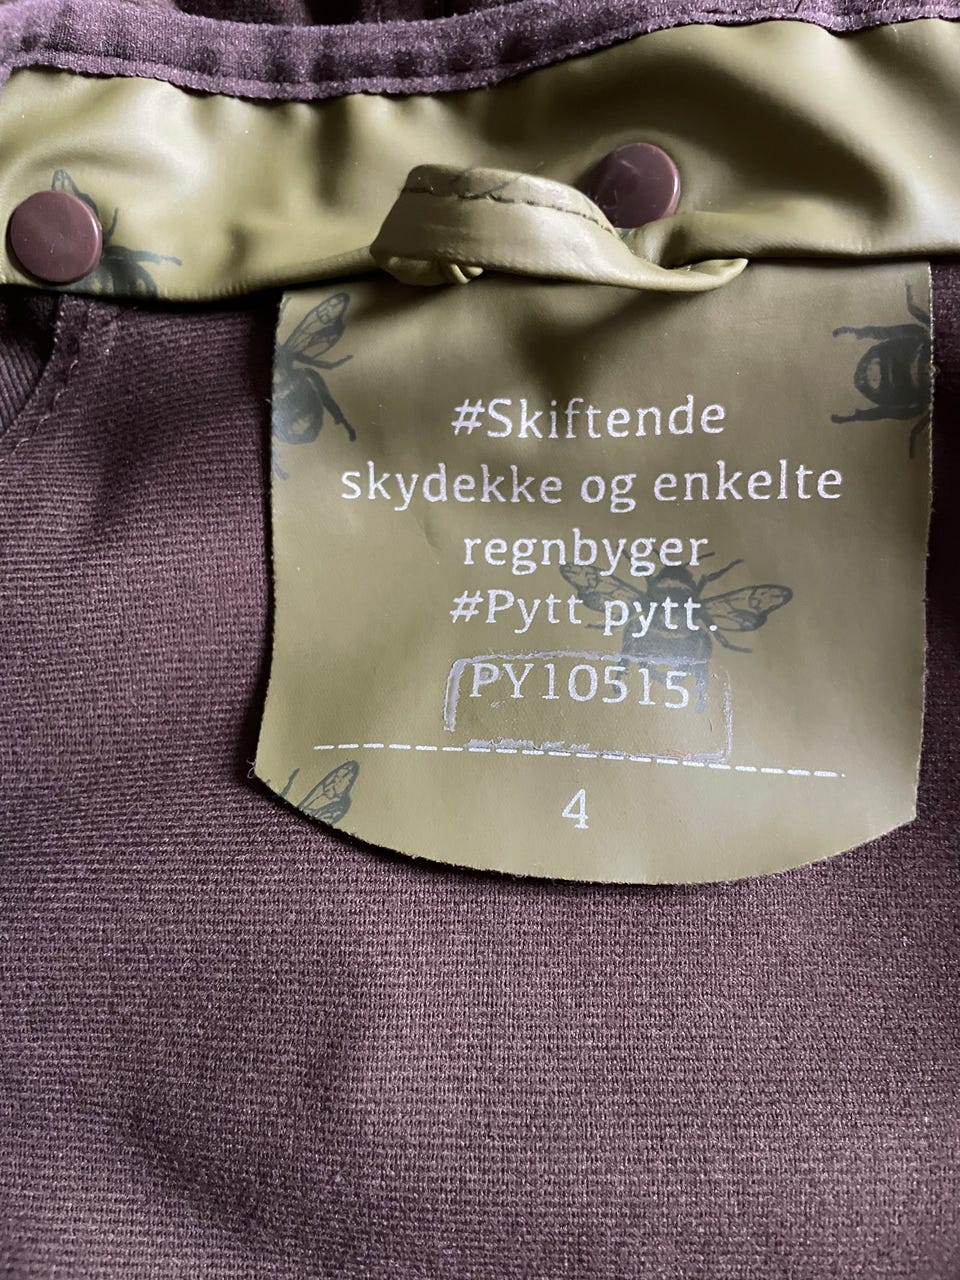 #Skiftende
skydekke og enkelte
regnbyger
#Pytt pytt.
PY10515
4